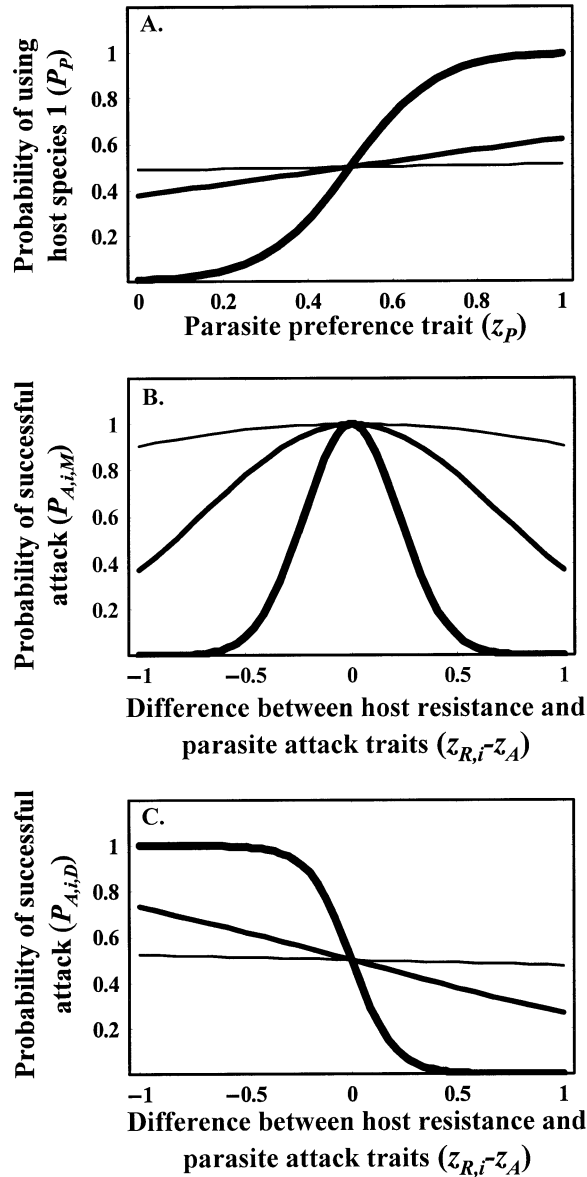 A.
Probability of using
host species 1 (P_P)
1
0.8
0.6
0.4
0.2
0 0.2 0.4 0.6 0.8 1
Parasite preference trait (z_P)
B.
Probability of successful
attack (P_{A,i,M})
1
0.8
0.6
0.4
0.2
−1 −0.5 0 0.5 1
Difference between host resistance and
parasite attack traits (z_{R,i}-z_A)
C.
Probability of successful
attack (P_{A,i,D})
1
0.8
0.6
0.4
0.2
−1 −0.5 0 0.5 1
Difference between host resistance and
parasite attack traits (z_{R,i}-z_A)